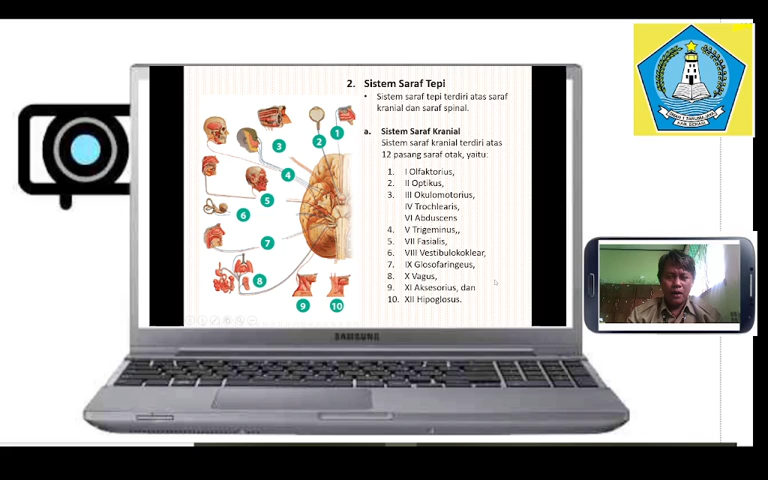 2. Sistem Saraf Tepi
• Sistem saraf tepi terdiri atas saraf
kranial dan saraf spinal.
a. Sistem Saraf Kranial
Sistem saraf kranial terdiri atas
12 pasang saraf otak, yaitu:
1. I Olfaktorius,
2. II Optikus,
3. III Okulomotorius,
IV Trochlearis,
VI Abduscens
4. V Trigeminus,,
5. VII Fasialis,
6. VIII Vestibulokoklear,
7. IX Glosofaringeus,
8. X Vagus,
9. XI Aksesorius, dan
10. XII Hipoglosus.
1
2
3
4
5
6
7
8
9
10
SAMSUNG